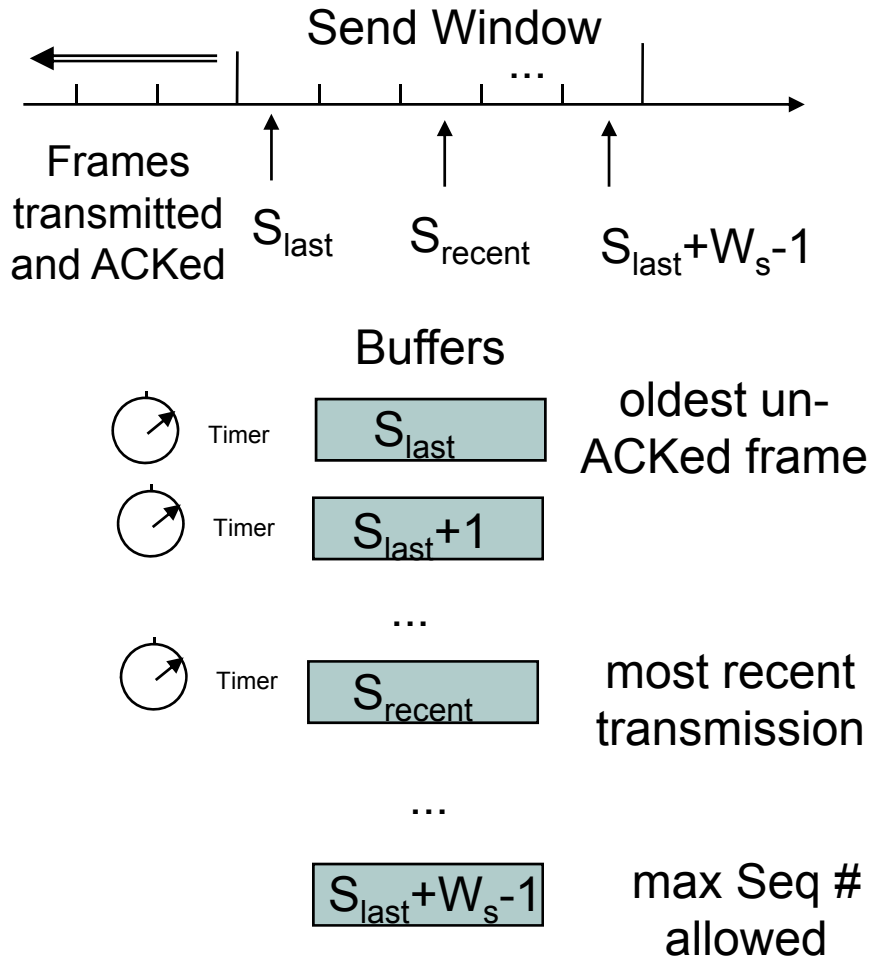 Send Window
...
Frames
transmitted
and ACKed
S_last
S_recent
S_last+W_s-1
Buffers
Timer
S_last
oldest un-
ACKed frame
Timer
S_last+1
...
Timer
S_recent
most recent
transmission
...
S_last+W_s-1
max Seq #
allowed